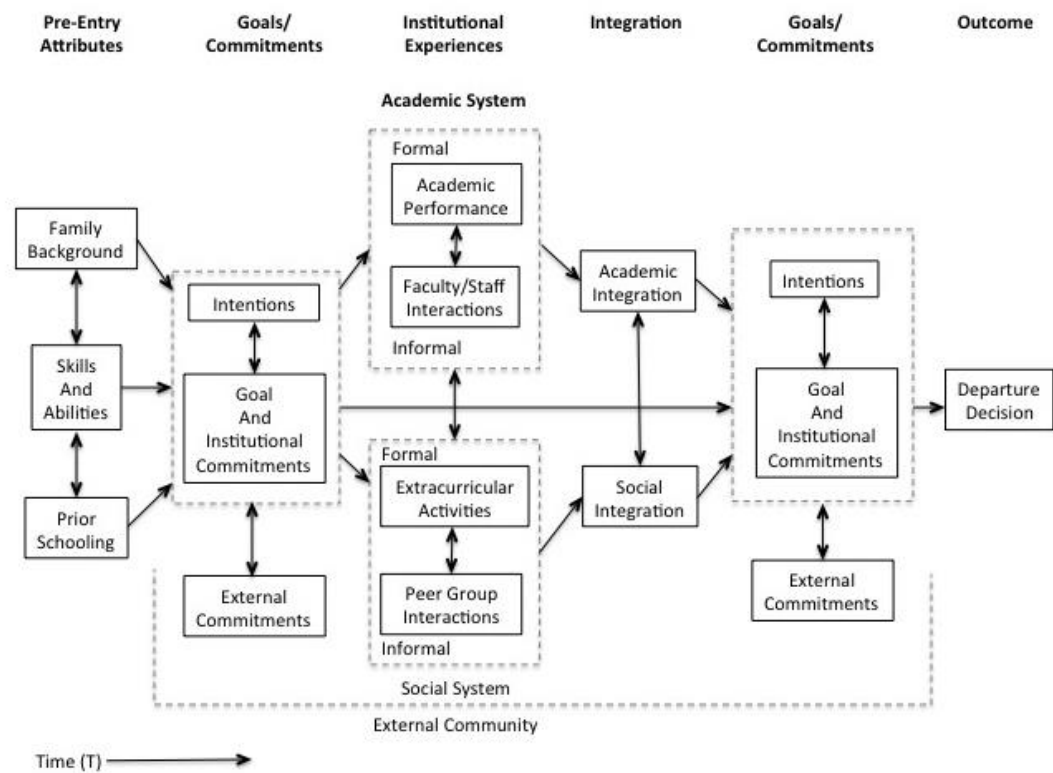 Pre-Entry
Attributes
Goals/
Commitments
Institutional
Experiences
Integration
Goals/
Commitments
Outcome
Academic System
Formal
Academic
Performance
Faculty/Staff
Interactions
Informal
Family
Background
Skills
And
Abilities
Prior
Schooling
Intentions
Goal
And
Institutional
Commitments
External
Commitments
Formal
Extracurricular
Activities
Peer Group
Interactions
Informal
Social System
Academic
Integration
Social
Integration
Intentions
Goal
And
Institutional
Commitments
External
Commitments
Departure
Decision
External Community
Time (T)